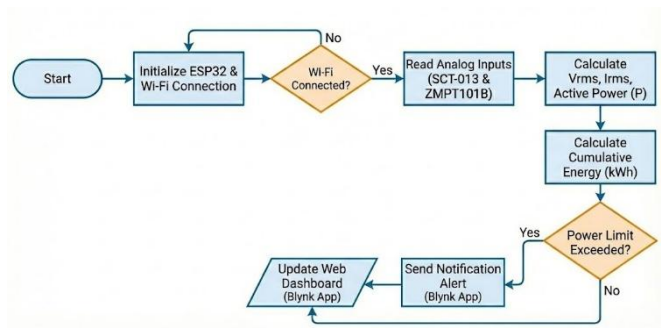 Start
Initialize ESP32 &
Wi-Fi Connection
No
Wi-Fi
Connected?
Yes
Read Analog Inputs
(SCT-013 &
ZMPT101B)
Calculate
Vrms, Irms,
Active Power (P)
Calculate
Cumulative
Energy (kWh)
Power Limit
Exceeded?
Yes
No
Send Notification
Alert
(Blynk App)
Update Web
Dashboard
(Blynk App)